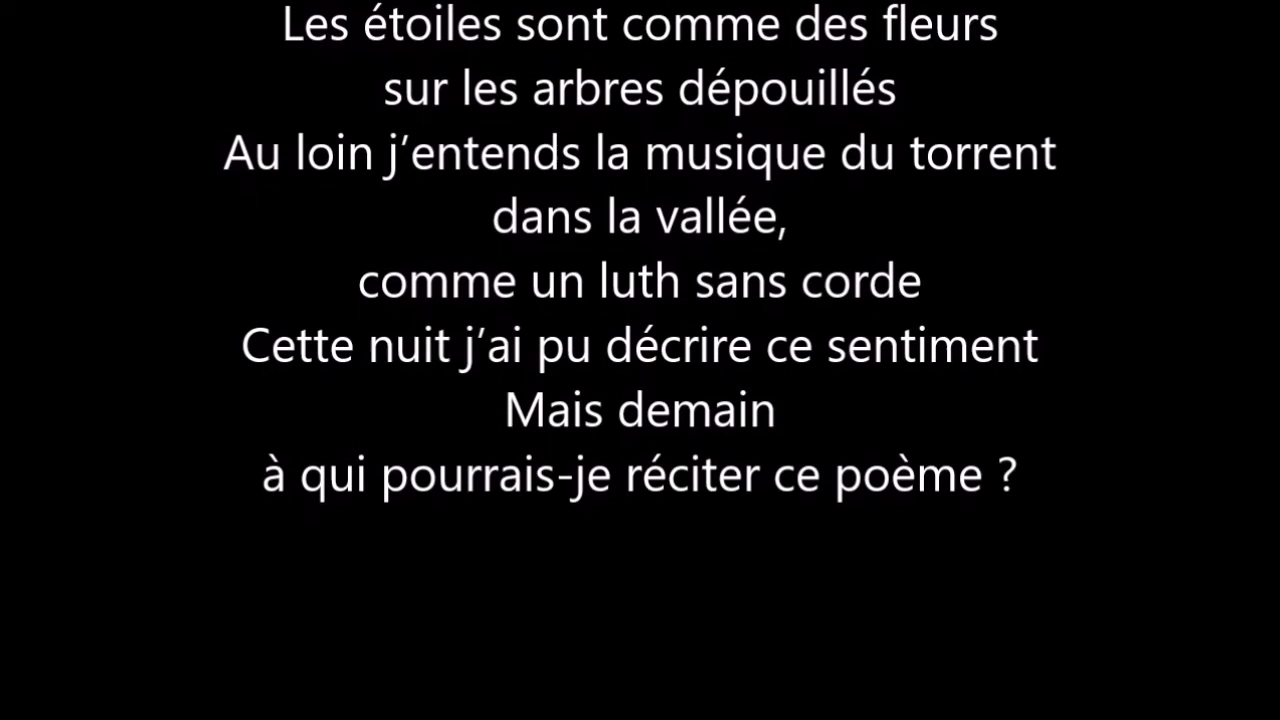 Les étoiles sont comme des fleurs
sur les arbres dépouillés
Au loin j’entends la musique du torrent
dans la vallée,
comme un luth sans corde
Cette nuit j’ai pu décrire ce sentiment
Mais demain
à qui pourrais-je réciter ce poème ?